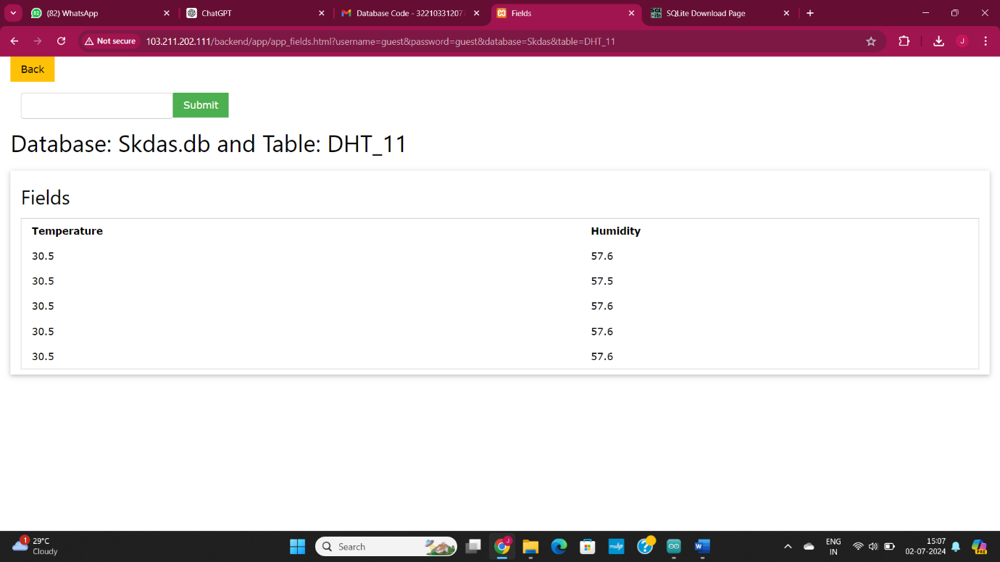 (82) WhatsApp
ChatGPT
Database Code - 32210331207
Fields
SQLite Download Page
Not secure
103.211.202.111/backend/app/app_fields.html?username=guest&password=guest&database=Skdas&table=DHT_11
J
Back
Submit
Database: Skdas.db and Table: DHT_11
Fields
Temperature Humidity
30.5 57.6
30.5 57.5
30.5 57.6
30.5 57.6
30.5 57.6
1
29°C
Cloudy
Search
ENG
IN
15:07
02-07-2024
PRE